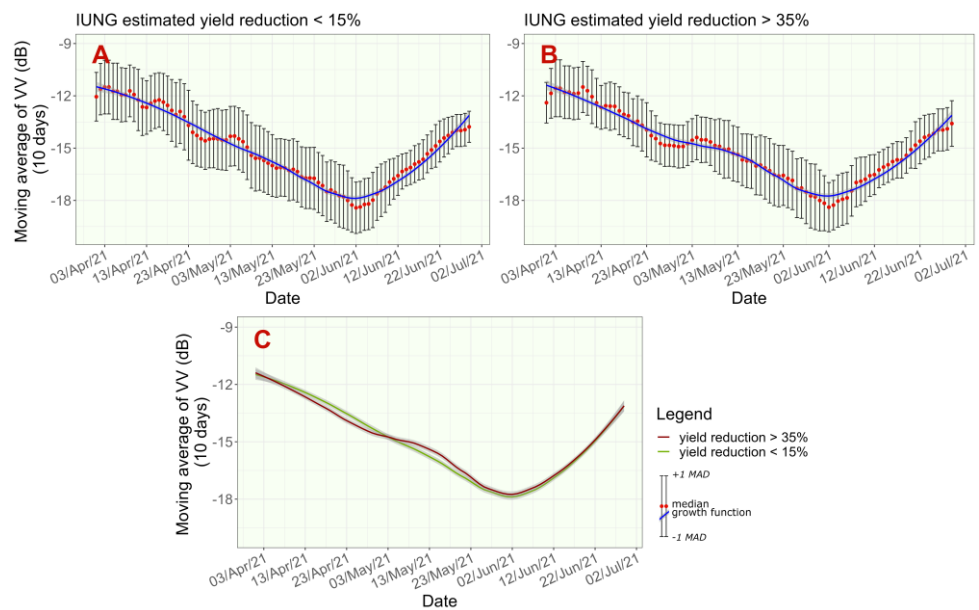 IUNG estimated yield reduction < 15%
IUNG estimated yield reduction > 35%
A
B
Moving average of VV (dB)
(10 days)
-9
-12
-15
-18
03/Apr/21
13/Apr/21
23/Apr/21
03/May/21
13/May/21
23/May/21
02/Jun/21
12/Jun/21
22/Jun/21
02/Jul/21
Date
-9
-12
-15
-18
03/Apr/21
13/Apr/21
23/Apr/21
03/May/21
13/May/21
23/May/21
02/Jun/21
12/Jun/21
22/Jun/21
02/Jul/21
Date
C
Moving average of VV (dB)
(10 days)
-9
-12
-15
-18
03/Apr/21
13/Apr/21
23/Apr/21
03/May/21
13/May/21
23/May/21
02/Jun/21
12/Jun/21
22/Jun/21
02/Jul/21
Date
Legend
yield reduction > 35%
yield reduction < 15%
+1 MAD
median
growth function
-1 MAD